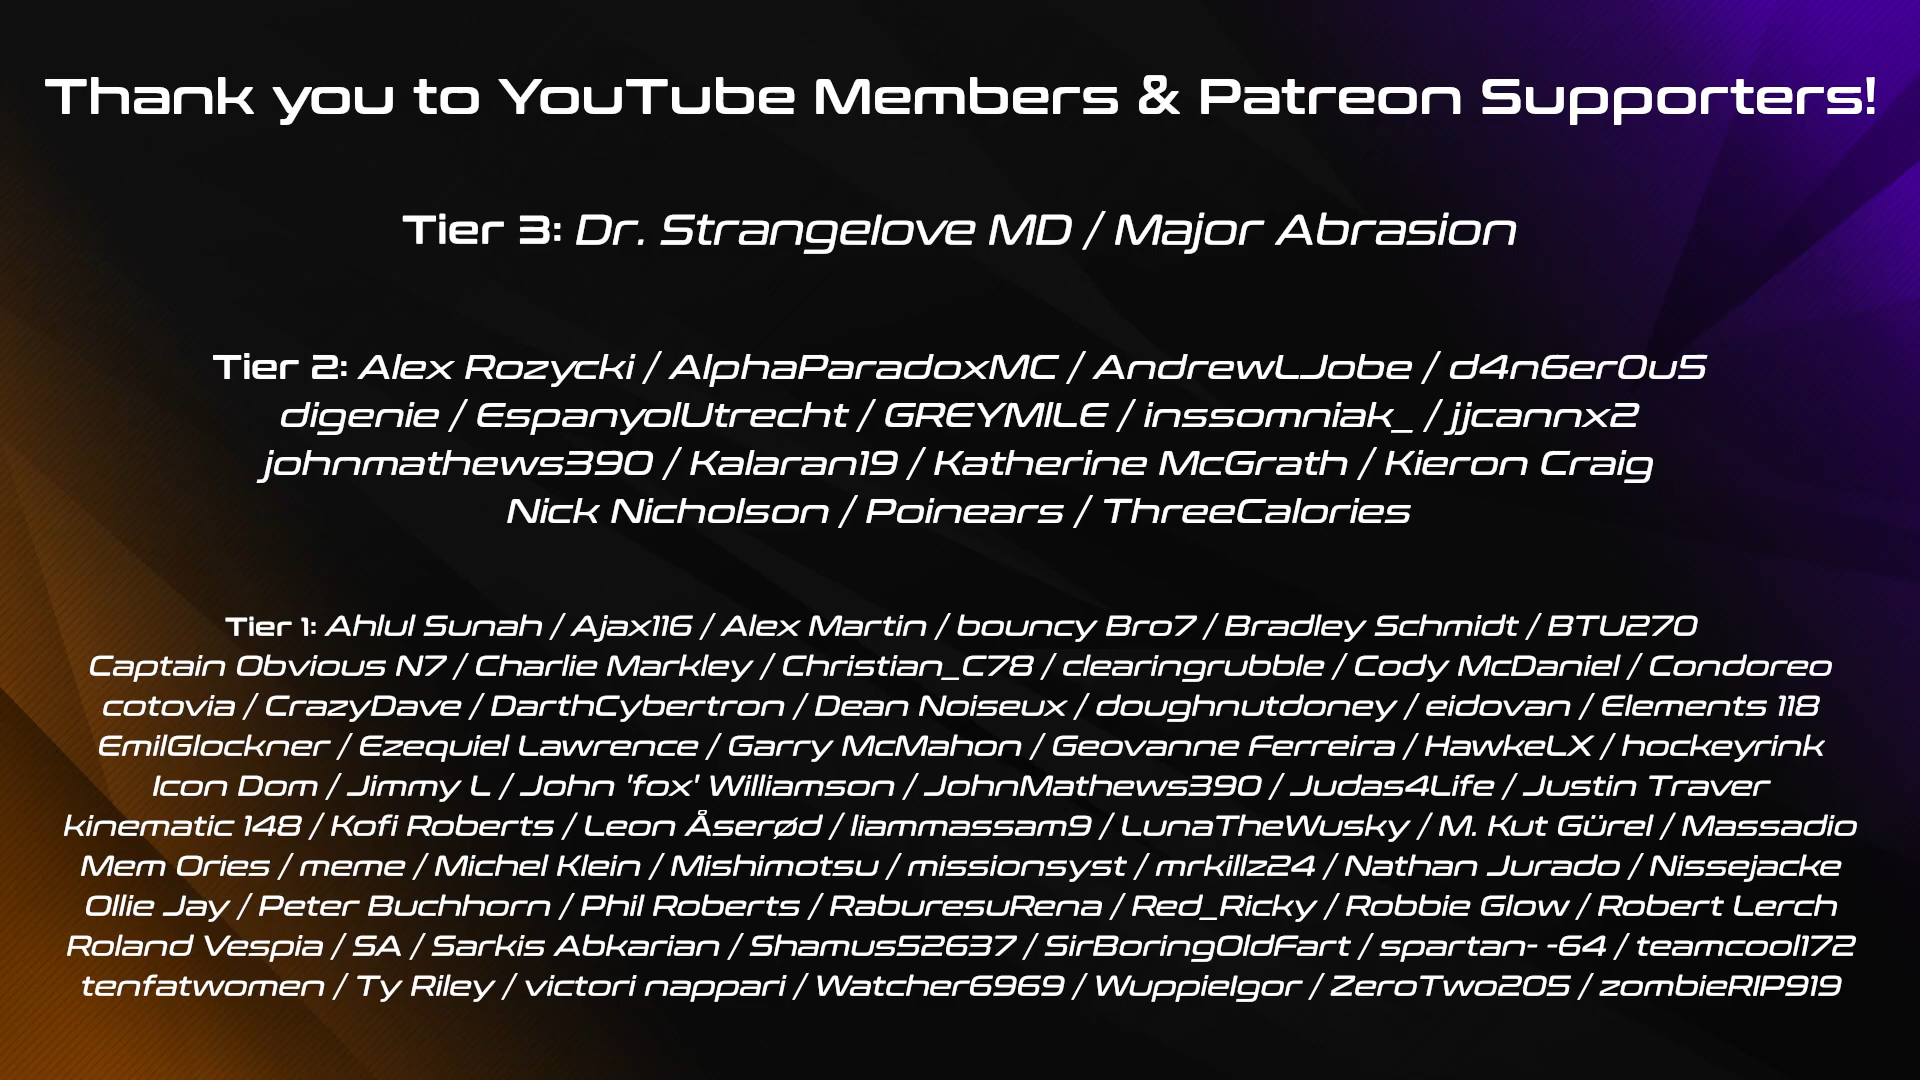 Thank you to YouTube Members & Patreon Supporters!
Tier 3: Dr. Strangelove MD / Major Abrasion
Tier 2: Alex Rozycki / AlphaParadoxMC / AndrewLJobe / d4n6er0u5
digenie / EspanyolUtrecht / GREYM1LE / inssomniak_ / jjcannx2
johnmathews390 / Kalaran19 / Katherine McGrath / Kieron Craig
Nick Nicholson / Poinears / ThreeCalories
Tier 1: Ahlul Sunah / Ajax116 / Alex Martin / bouncy Bro7 / Bradley Schmidt / BTU270
Captain Obvious N7 / Charlie Markley / Christian_C78 / clearingrubble / Cody McDaniel / Condoreo
cotovia / CrazyDave / DarthCybertron / Dean Noiseux / doughnutdoney / eidovan / Elements 118
EmilGlockner / Ezequiel Lawrence / Garry McMahon / Geovanne Ferreira / HawkeLX / hockeyrink
Icon Dom / Jimmy L / John 'fox' Williamson / JohnMathews390 / Judas4Life / Justin Traver
kinematic 148 / Kofi Roberts / Leon Åserød / liammassam9 / LunaTheWusky / M. Kut Gürel / Massadio
Mem Ories / meme / Michel Klein / Mishimotsu / missionsyst / mrkillz24 / Nathan Jurado / Nissejacke
Ollie Jay / Peter Buchhorn / Phil Roberts / RaburesuRena / Red_Ricky / Robbie Glow / Robert Lerch
Roland Vespia / SA / Sarkis Abkarian / Shamus52637 / SirBoringOldFart / spartan- -64 / teamcool172
tenfatwomen / Ty Riley / victori nappari / Watcher6969 / WuppieIgor / ZeroTwo205 / zombieRIP919